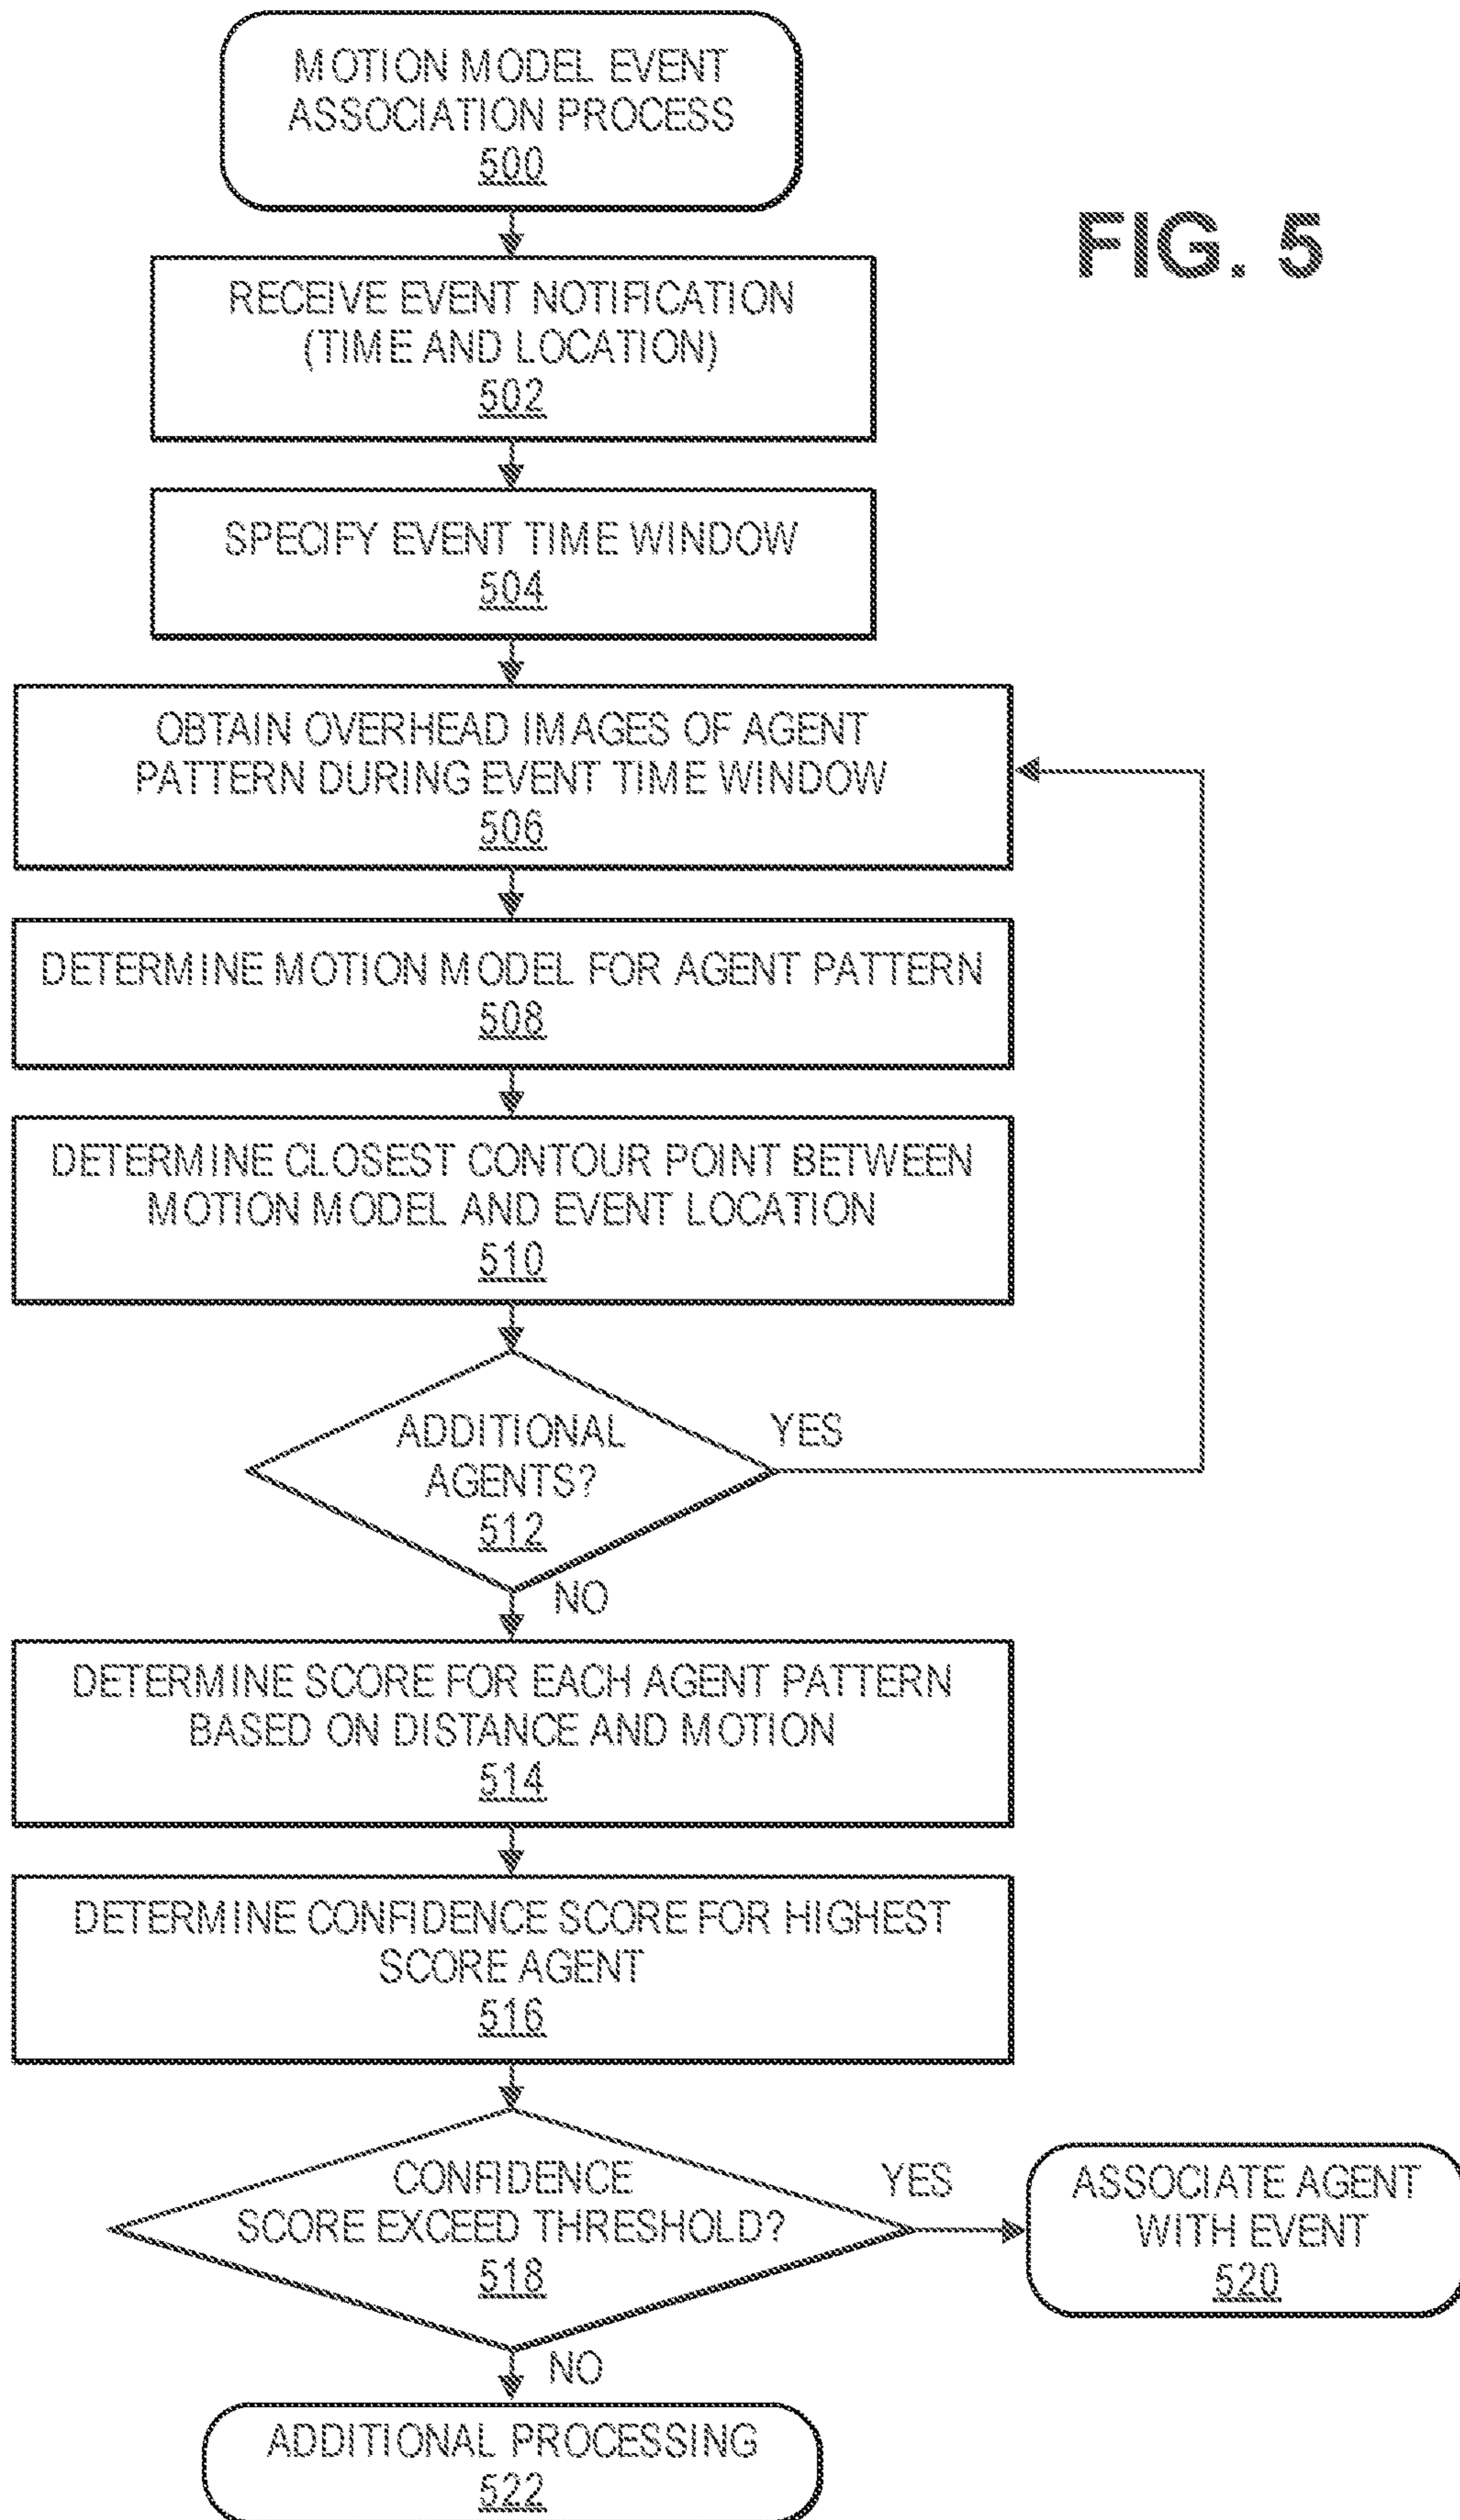 MOTION MODEL EVENT
ASSOCIATION PROCESS
500
FIG. 5
RECEIVE EVENT NOTIFICATION
(TIME AND LOCATION)
502
SPECIFY EVENT TIME WINDOW
504
OBTAIN OVERHEAD IMAGES OF AGENT
PATTERN DURING EVENT TIME WINDOW
506
DETERMINE MOTION MODEL FOR AGENT PATTERN
508
DETERMINE CLOSEST CONTOUR POINT BETWEEN
MOTION MODEL AND EVENT LOCATION
510
ADDITIONAL
AGENTS?
512
YES
NO
DETERMINE SCORE FOR EACH AGENT PATTERN
BASED ON DISTANCE AND MOTION
514
DETERMINE CONFIDENCE SCORE FOR HIGHEST
SCORE AGENT
516
CONFIDENCE
SCORE EXCEED THRESHOLD?
518
YES
ASSOCIATE AGENT
WITH EVENT
520
NO
ADDITIONAL PROCESSING
522